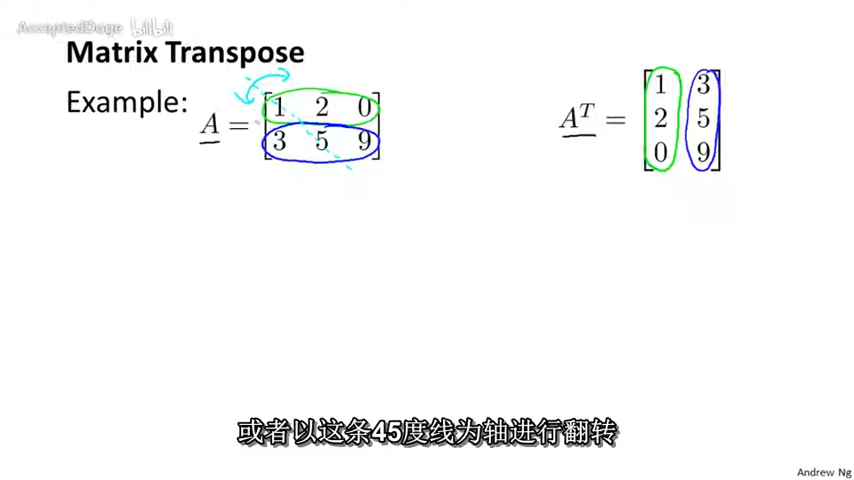 AcceptedDoge bilibili
Matrix Transpose
Example:
A = [1 2 0
3 5 9]
A^T = [1 3
2 5
0 9]
或者以这条45度线为轴进行翻转
Andrew Ng